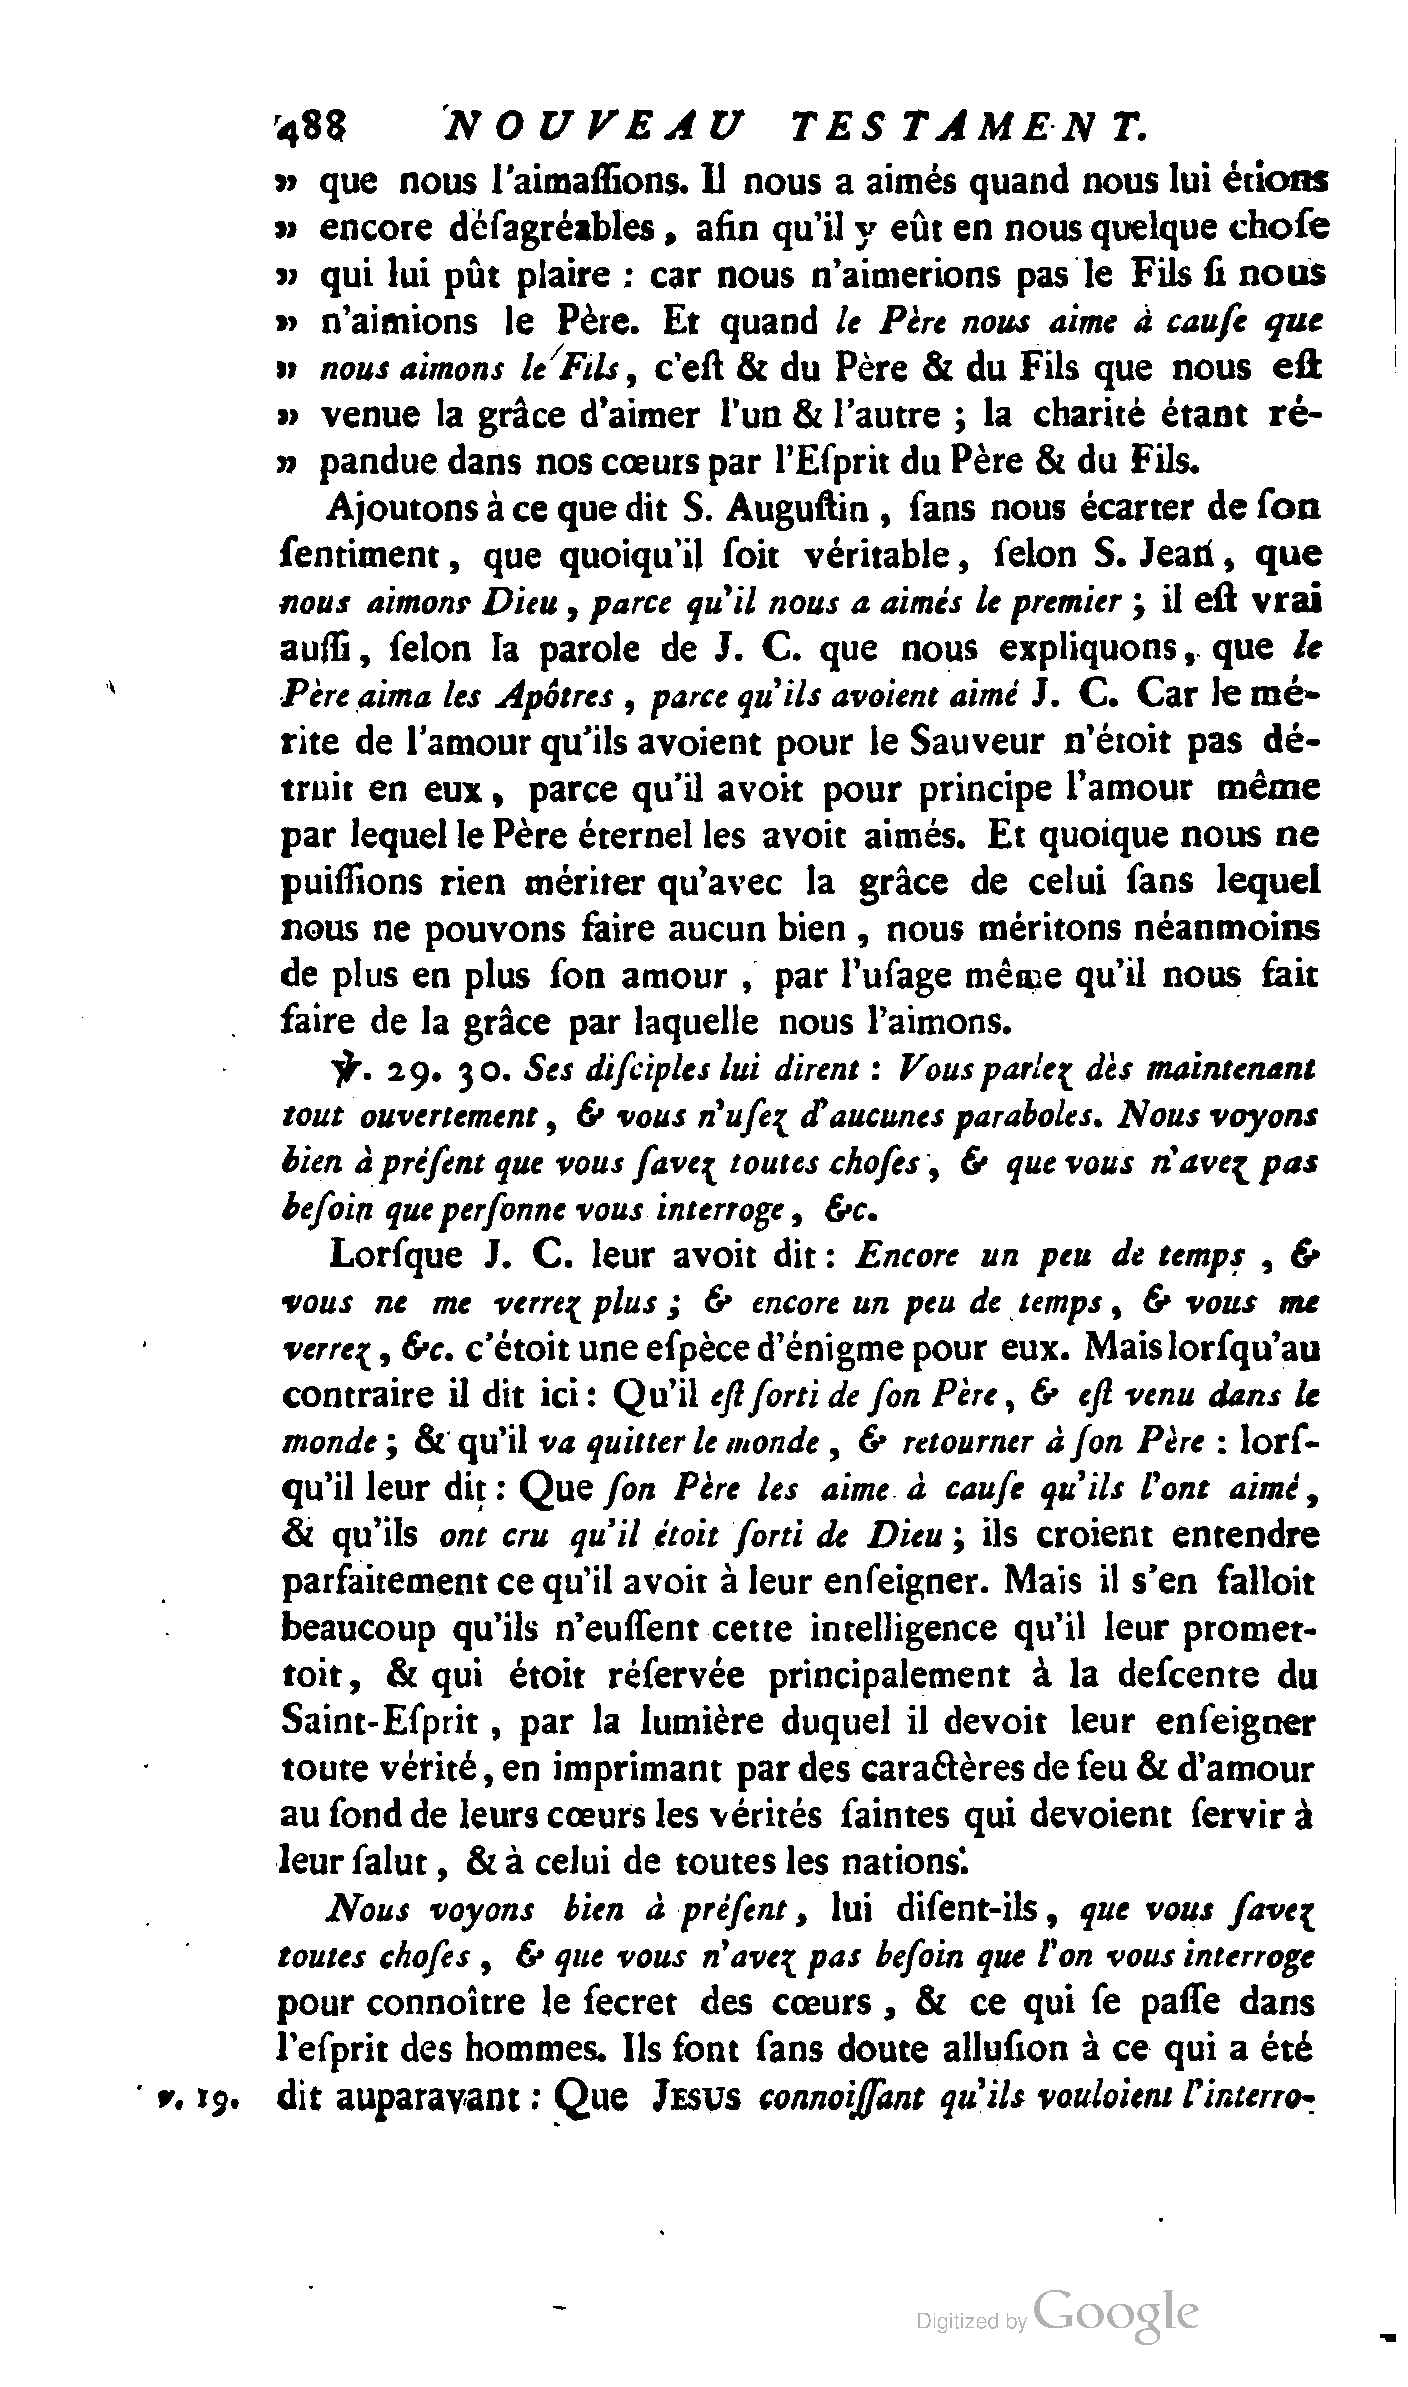 488 NOUVEAU TESTAMENT.
„ que nous l'aimaſſions. Il nous a aimés quand nous lui étions
„ encore déſagréables, afin qu'il y eût en nous quelque choſe
„ qui lui pût plaire : car nous n'aimerions pas le Fils ſi nous
„ n'aimions le Père. Et quand le Père nous aime à cauſe que
„ nous aimons le Fils, c'eſt & du Père & du Fils que nous eſt
„ venue la grâce d'aimer l'un & l'autre ; la charité étant ré-
„ pandue dans nos cœurs par l'Eſprit du Père & du Fils.
Ajoutons à ce que dit S. Auguſtin, ſans nous écarter de ſon
ſentiment, que quoiqu'il ſoit véritable, ſelon S. Jean, que
nous aimons Dieu, parce qu'il nous a aimés le premier ; il eſt vrai
auſſi, ſelon la parole de J. C. que nous expliquons, que le
Père aima les Apôtres, parce qu'ils avoient aimé J. C. Car le mé-
rite de l'amour qu'ils avoient pour le Sauveur n'étoit pas dé-
truit en eux, parce qu'il avoit pour principe l'amour même
par lequel le Père éternel les avoit aimés. Et quoique nous ne
puiſſions rien mériter qu'avec la grâce de celui ſans lequel
nous ne pouvons faire aucun bien, nous méritons néanmoins
de plus en plus ſon amour, par l'uſage même qu'il nous fait
faire de la grâce par laquelle nous l'aimons.
℣. 29. 30. Ses diſciples lui dirent : Vous parlez dès maintenant
tout ouvertement, & vous n'uſez d'aucunes paraboles. Nous voyons
bien à préſent que vous ſavez toutes choſes, & que vous n'avez pas
beſoin que perſonne vous interroge, &c.
Lorſque J. C. leur avoit dit : Encore un peu de temps, &
vous ne me verrez plus ; & encore un peu de temps, & vous me
verrez, &c. c'étoit une eſpèce d'énigme pour eux. Mais lorſqu'au
contraire il dit ici : Qu'il eſt ſorti de ſon Père, & eſt venu dans le
monde ; & qu'il va quitter le monde, & retourner à ſon Père : lorſ-
qu'il leur dit : Que ſon Père les aime à cauſe qu'ils l'ont aimé,
& qu'ils ont cru qu'il étoit ſorti de Dieu ; ils croient entendre
parfaitement ce qu'il avoit à leur enſeigner. Mais il s'en falloit
beaucoup qu'ils n'euſſent cette intelligence qu'il leur promet-
toit, & qui étoit réſervée principalement à la deſcente du
Saint-Eſprit, par la lumière duquel il devoit leur enſeigner
toute vérité, en imprimant par des caractères de feu & d'amour
au fond de leurs cœurs les vérités ſaintes qui devoient ſervir à
leur ſalut, & à celui de toutes les nations.
Nous voyons bien à préſent, lui diſent-ils, que vous ſavez
toutes choſes, & que vous n'avez pas beſoin que l'on vous interroge
pour connoître le ſecret des cœurs, & ce qui ſe paſſe dans
l'eſprit des hommes. Ils font ſans doute alluſion à ce qui a été
v. 19. dit auparavant : Que JESUS connoiſſant qu'ils vouloient l'interro-
Digitized by Google